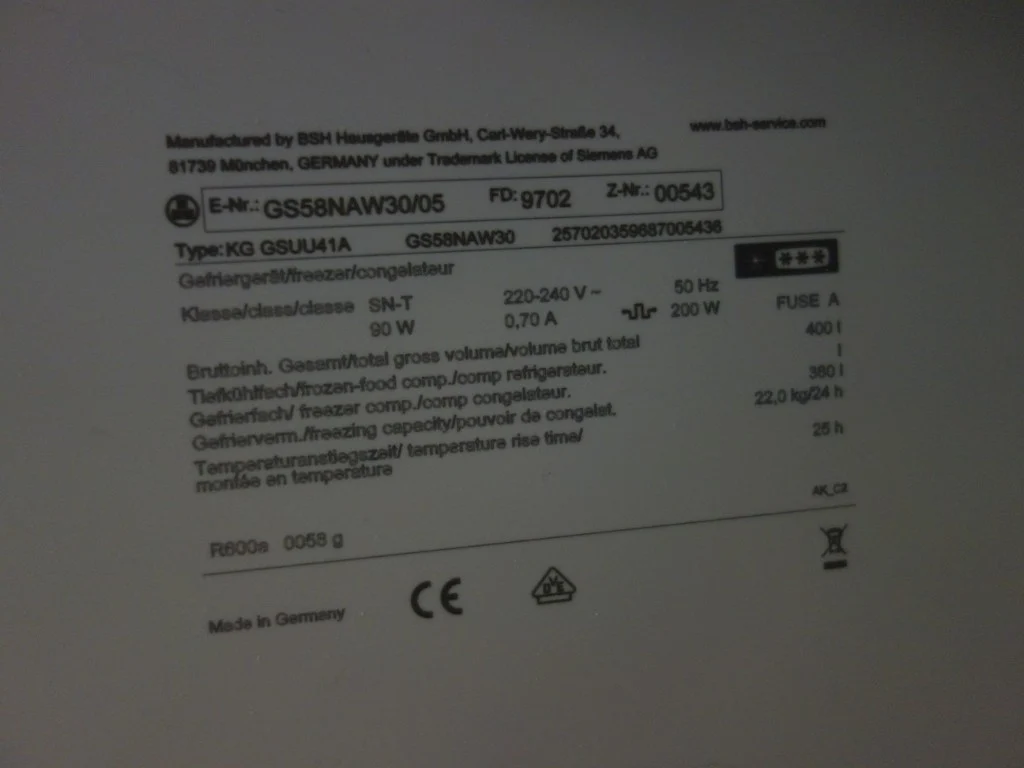 Manufactured by BSH Hausgeräte GmbH, Carl-Wery-Straße 34,
81739 München, GERMANY under Trademark License of Siemens AG
www.bsh-service.com
E-Nr.: GS58NAW30/05 FD: 9702 Z-Nr.: 00543
Type: KG GSUU41A GS58NAW30 257020359687005436
Gefriergerät/freezer/congelateur
Klasse/class/classe SN-T 220-240 V ~ 50 Hz FUSE A
90 W 0,70 A 200 W
Bruttoinh. Gesamt/total gross volume/volume brut total 400 l
Tiefkühlfach/frozen-food comp./comp refrigerateur. l
Gefrierfach/ freezer comp./comp congelateur. 360 l
Gefrierverm./freezing capacity/pouvoir de congelat. 22,0 kg/24 h
Temperaturanstiegszeit/ temperature rise time/ 25 h
montée en temperature
AK_C2
R600a 0058 g
Made in Germany CE